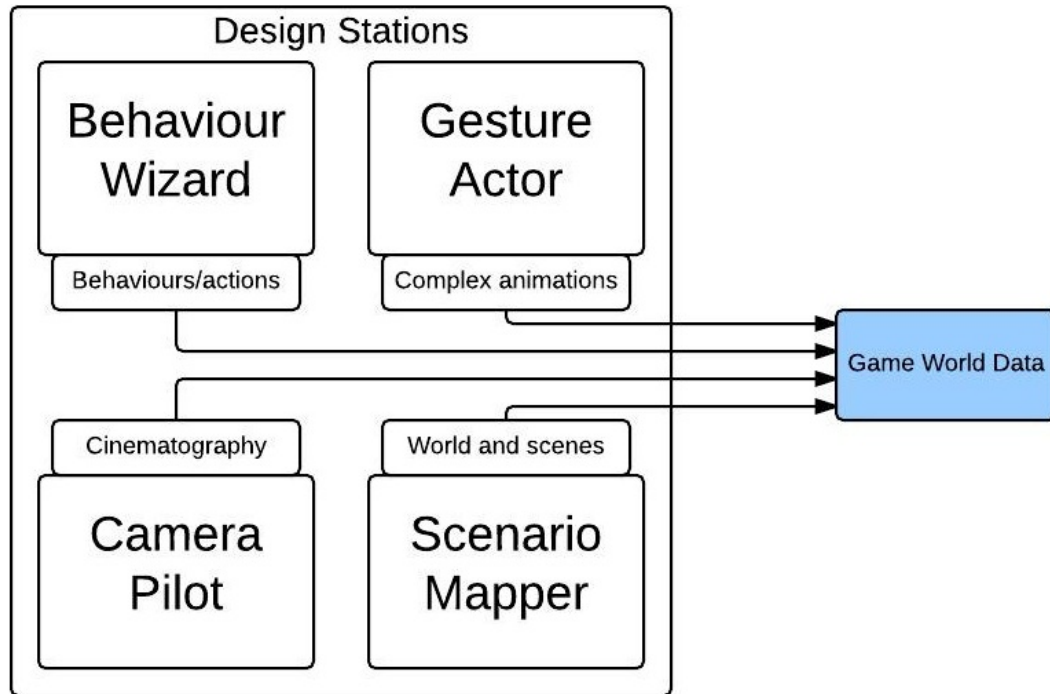 Design Stations
Behaviour
Wizard
Behaviours/actions
Gesture
Actor
Complex animations
Game World Data
Cinematography
Camera
Pilot
World and scenes
Scenario
Mapper